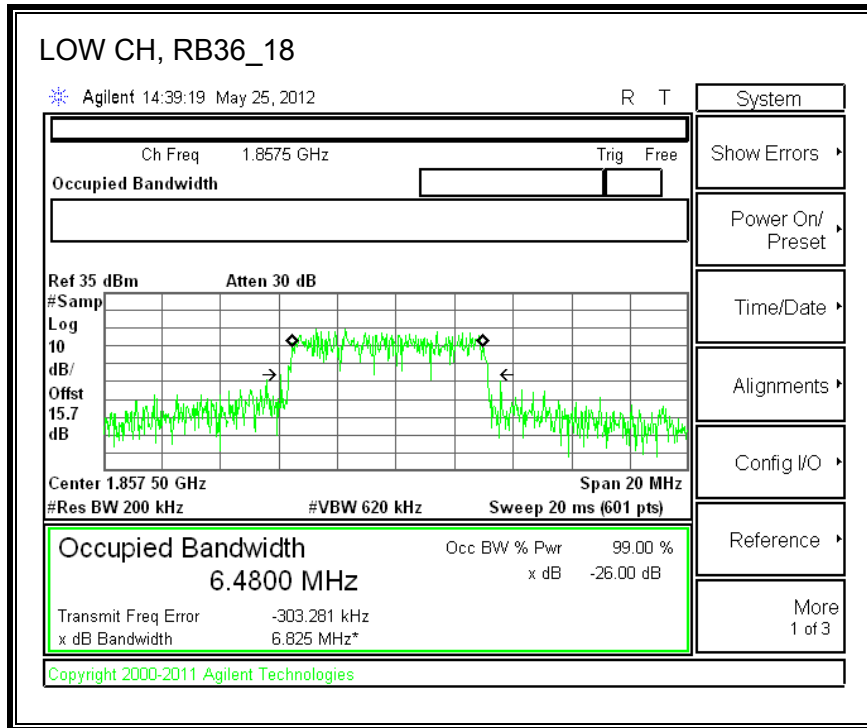 LOW CH, RB36_18
Agilent 14:39:19 May 25, 2012 R T
System
Ch Freq 1.8575 GHz Trig Free
Occupied Bandwidth
Show Errors
Power On/
Preset
Time/Date
Alignments
Config I/O
Reference
More
1 of 3
Ref 35 dBm Atten 30 dB
#Samp
Log
10
dB/
Offst
15.7
dB
Center 1.857 50 GHz Span 20 MHz
#Res BW 200 kHz #VBW 620 kHz Sweep 20 ms (601 pts)
Occupied Bandwidth Occ BW % Pwr 99.00 %
6.4800 MHz x dB -26.00 dB
Transmit Freq Error -303.281 kHz
x dB Bandwidth 6.825 MHz*
Copyright 2000-2011 Agilent Technologies